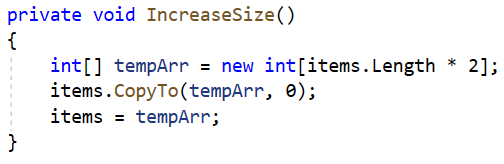 private void IncreaseSize()
{
    int[] tempArr = new int[items.Length * 2];
    items.CopyTo(tempArr, 0);
    items = tempArr;
}